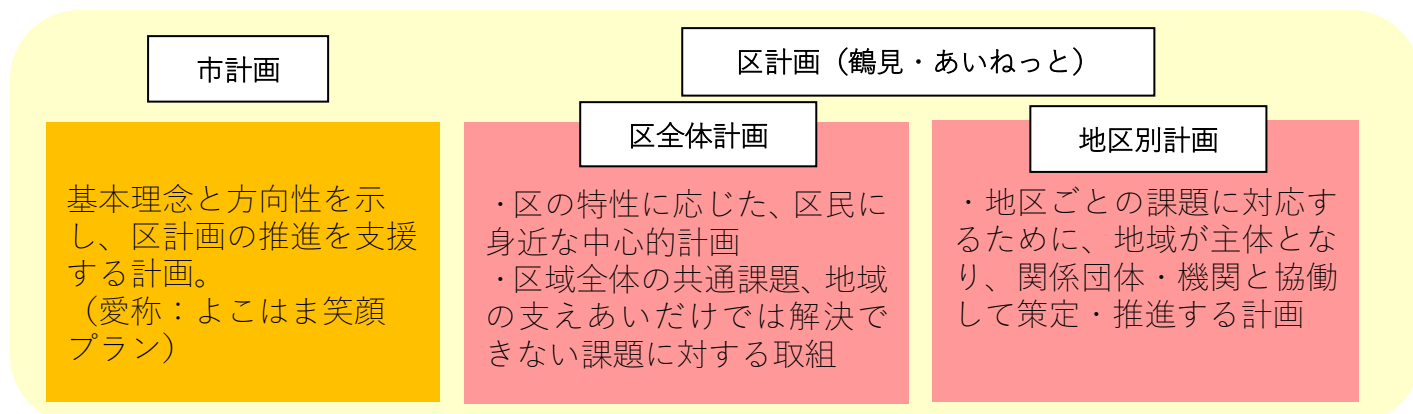 市計画
基本理念と方向性を示
し、区計画の推進を支援
する計画。
（愛称：よこはま笑顔
プラン）
区計画（鶴見・あいねっと）
区全体計画
・区の特性に応じた、区民に
身近な中心的計画
・区域全体の共通課題、地域
の支えあいだけでは解決で
きない課題に対する取組
地区別計画
・地区ごとの課題に対応す
るために、地域が主体とな
り、関係団体・機関と協働
して策定・推進する計画